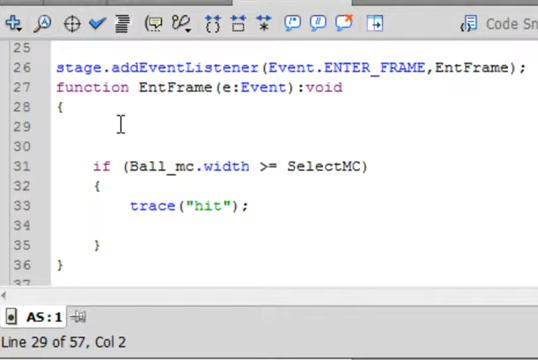 Code Sn
25
26 stage.addEventListener(Event.ENTER_FRAME,EntFrame);
27 function EntFrame(e:Event):void
28 {
29
30
31 if (Ball_mc.width >= SelectMC)
32 {
33 trace("hit");
34
35 }
36 }
37
AS:1
Line 29 of 57, Col 2